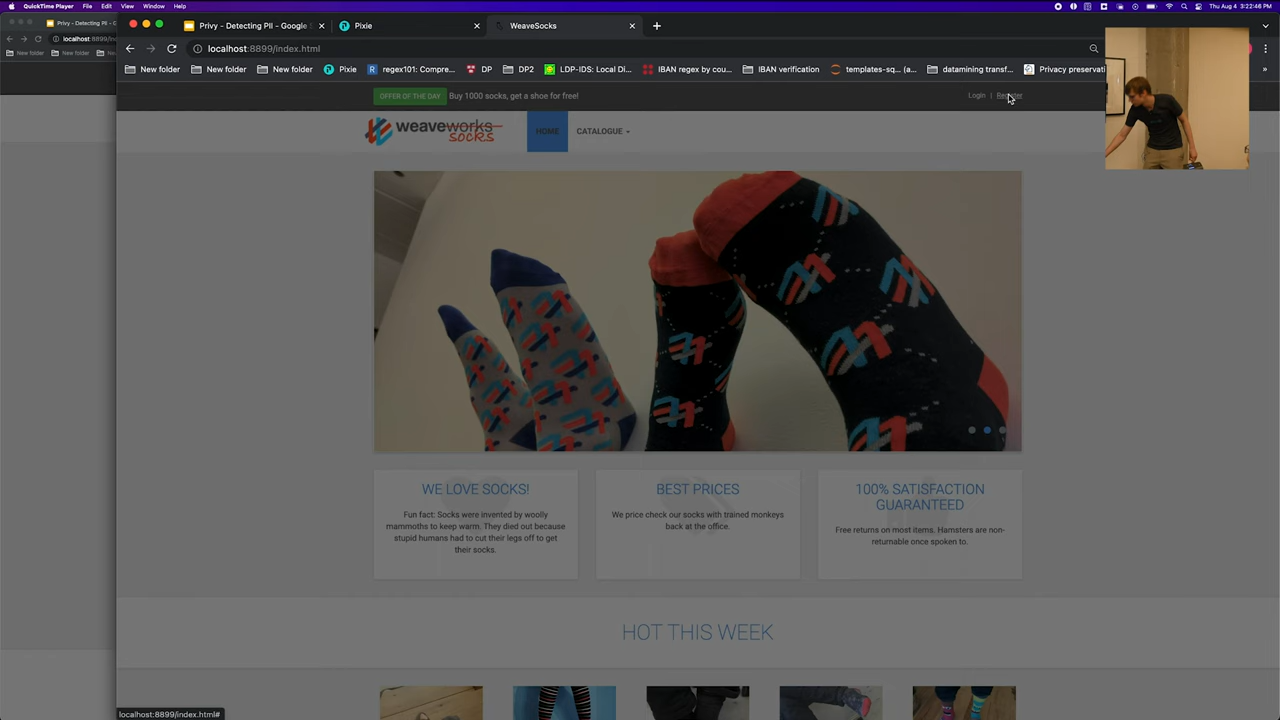 QuickTime Player File Edit View Window Help Thu Aug 4 3:22:46 PM
Privy - Detecting PII - G
localhost:8899/in
New folder New folder New
Privy - Detecting PII - Google S
Pixie
WeaveSocks
localhost:8899/index.html
New folder New folder New folder Pixie regex101: Compre... DP DP2 LDP-IDS: Local Di... IBAN regex by cou... IBAN verification templates-sq... (a... datamining transf... Privacy preservati »
OFFER OF THE DAY Buy 1000 socks, get a shoe for free! Login | Register
weaveworks
socks
HOME CATALOGUE
WE LOVE SOCKS!
Fun fact: Socks were invented by woolly
mammoths to keep warm. They died out because
stupid humans had to cut their legs off to get
their socks.
BEST PRICES
We price check our socks with trained monkeys
back at the office.
100% SATISFACTION
GUARANTEED
Free returns on most items. Hamsters are non-
returnable once spoken to.
HOT THIS WEEK
localhost:8899/index.html#